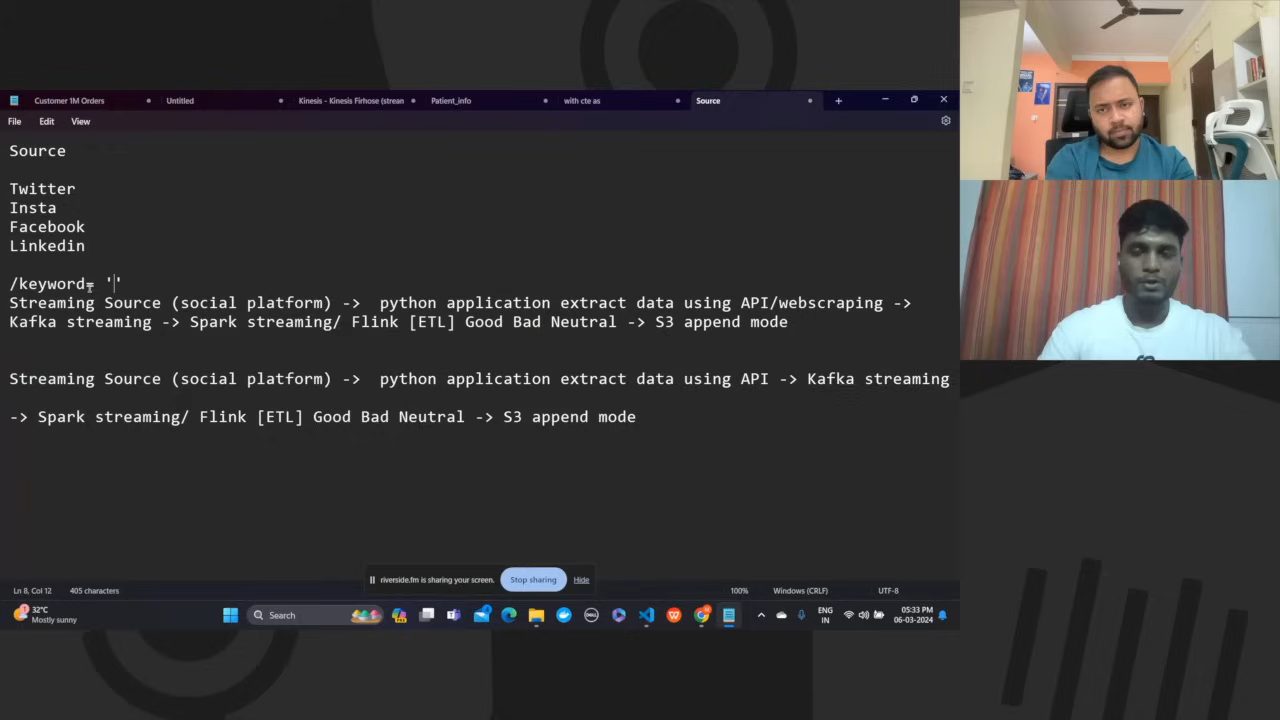 Customer 1M Orders
Untitled
Kinesis - Kinesis Firhose (strean
Patient_info
with cte as
Source
File Edit View
Source
Twitter
Insta
Facebook
Linkedin
/keyword= ''
Streaming Source (social platform) -> python application extract data using API/webscraping ->
Kafka streaming -> Spark streaming/ Flink [ETL] Good Bad Neutral -> S3 append mode
Streaming Source (social platform) -> python application extract data using API -> Kafka streaming
-> Spark streaming/ Flink [ETL] Good Bad Neutral -> S3 append mode
riverside.fm is sharing your screen. Stop sharing Hide
Ln 8, Col 12 405 characters 100% Windows (CRLF) UTF-8
32°C
Mostly sunny
Search
DELL
ENG
IN
05:33 PM
06-03-2024